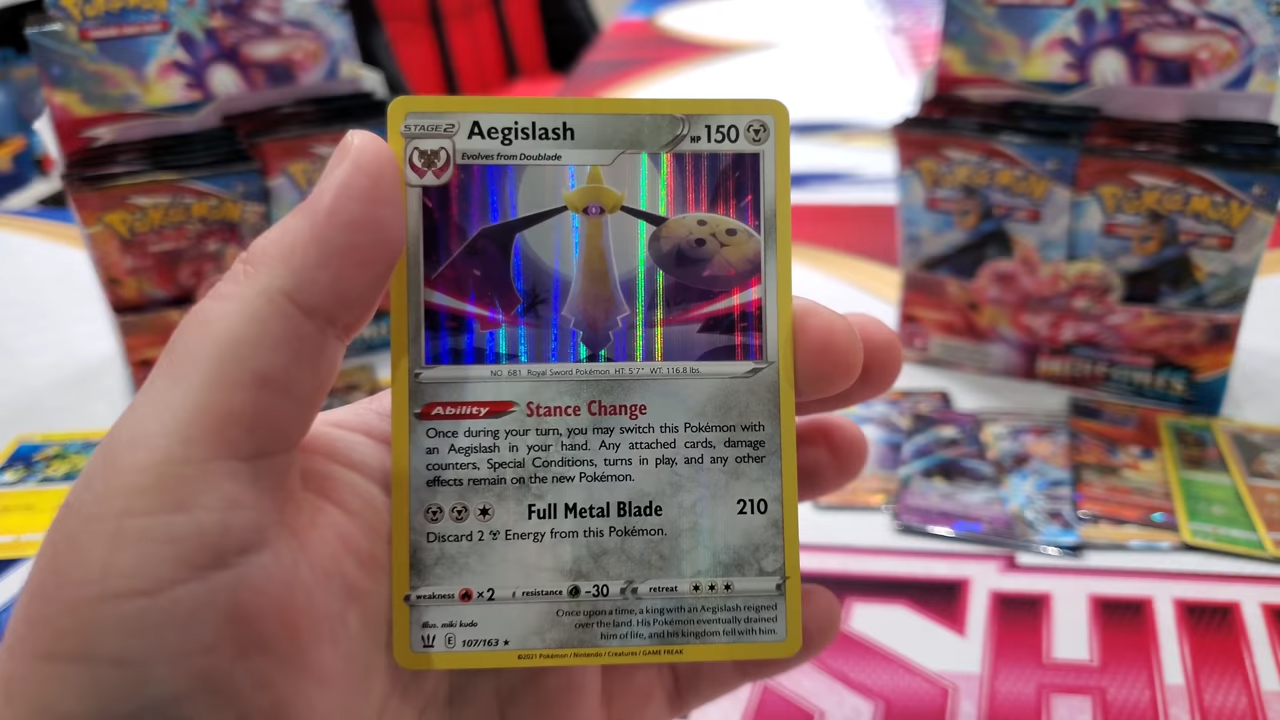 POKÉMON
STAGE2
Aegislash
HP 150
Evolves from Doublade
NO. 681 Royal Sword Pokémon HT: 5'7" WT: 116.8 lbs.
Ability
Stance Change
Once during your turn, you may switch this Pokémon with
an Aegislash in your hand. Any attached cards, damage
counters, Special Conditions, turns in play, and any other
effects remain on the new Pokémon.
Full Metal Blade
210
Discard 2 Energy from this Pokémon.
weakness ×2
resistance -30
retreat
Once upon a time, a king with an Aegislash reigned
over the land. His Pokémon eventually drained
him of life, and his kingdom fell with him.
Illus. miki kudo
E 107/163 ★
©2021 Pokémon / Nintendo / Creatures / GAME FREAK
POKÉMON
POKÉMON
POKÉMON
SHI